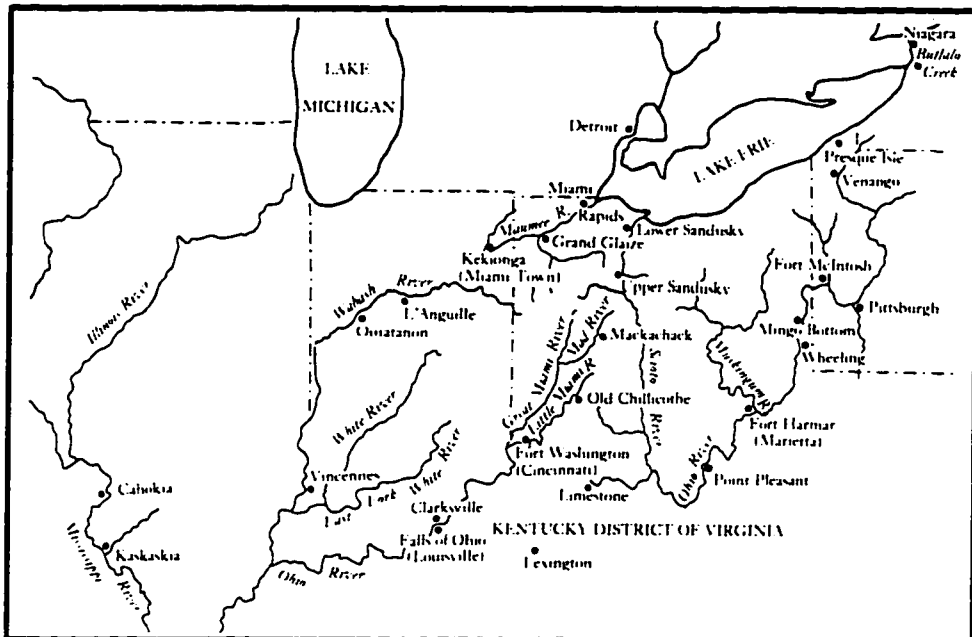 Niagara
Buffalo
Creek
LAKE
MICHIGAN
Detroit
LAKE ERIE
Presque Isle
Venango
Miami
Rapids
Maumee R.
Lower Sandusky
Grand Glaize
Kekionga
(Miami Town)
Fort McIntosh
Upper Sandusky
Wabash River
L'Anguille
Ouiatanon
Pittsburgh
Illinois River
Mingo Bottom
Wheeling
Mad River
Mackachack
Great Miami River
Little Miami R
Scioto River
Muskingum R.
Old Chillicothe
White River
Fort Harmar
(Marietta)
Fort Washington
(Cincinnati)
Ohio River
Point Pleasant
Vincennes
East Fork White River
Limestone
Cahokia
Clarksville
KENTUCKY DISTRICT OF VIRGINIA
Falls of Ohio
(Louisville)
Kaskaskia
Lexington
Mississippi River
Ohio River